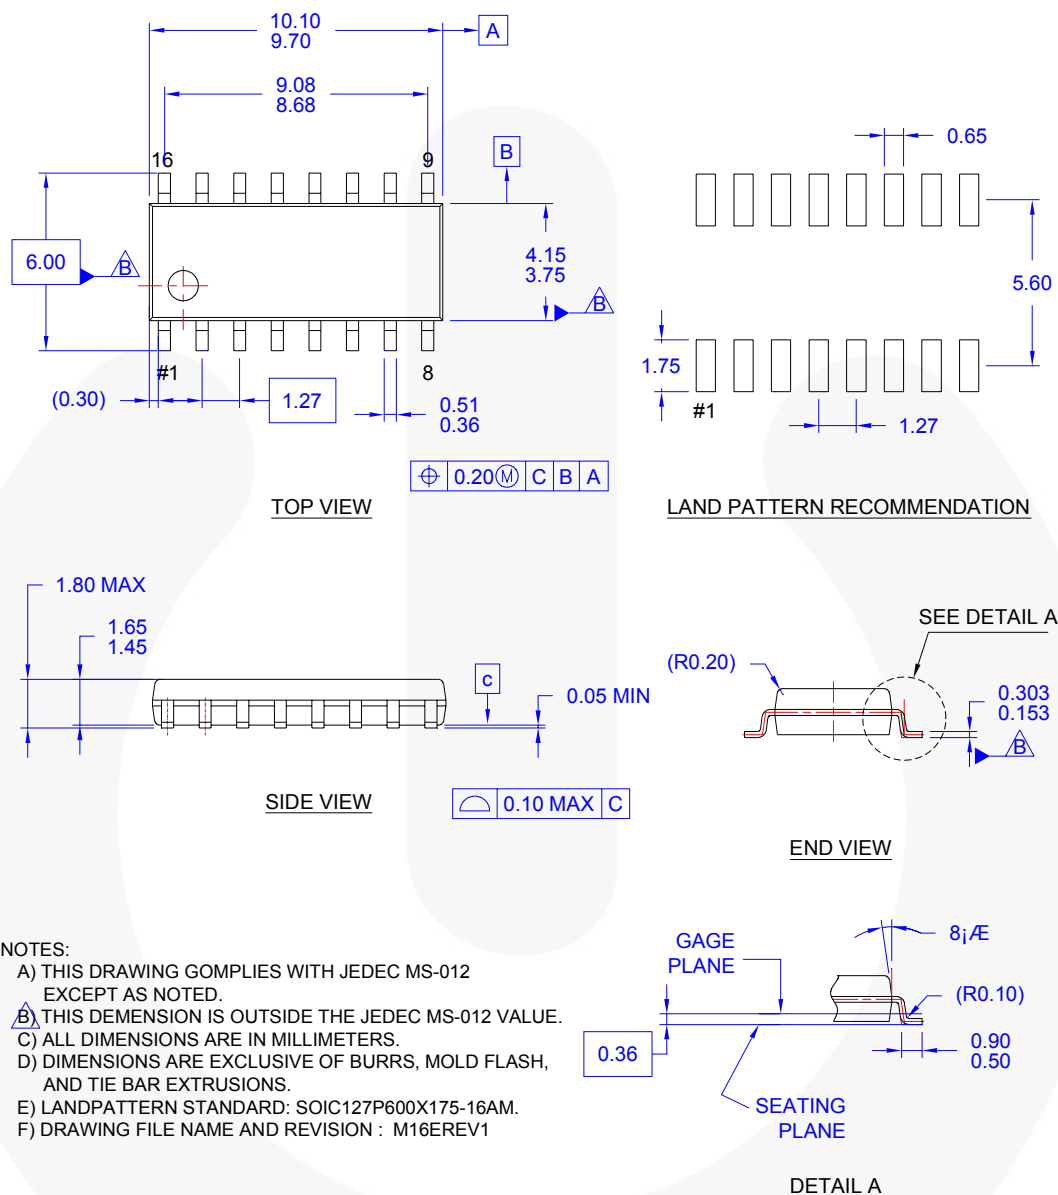 10.10
9.70
A
9.08
8.68
16
9
B
6.00
B
4.15
3.75
B
#1
8
(0.30)
1.27
0.51
0.36
⌖ 0.20Ⓜ C B A
TOP VIEW
0.65
5.60
1.75
#1
1.27
LAND PATTERN RECOMMENDATION
1.80 MAX
1.65
1.45
c
0.05 MIN
SIDE VIEW
⌓ 0.10 MAX C
SEE DETAIL A
(R0.20)
0.303
0.153
B
END VIEW
NOTES:
A) THIS DRAWING GOMPLIES WITH JEDEC MS-012
EXCEPT AS NOTED.
B) THIS DEMENSION IS OUTSIDE THE JEDEC MS-012 VALUE.
C) ALL DIMENSIONS ARE IN MILLIMETERS.
D) DIMENSIONS ARE EXCLUSIVE OF BURRS, MOLD FLASH,
AND TIE BAR EXTRUSIONS.
E) LANDPATTERN STANDARD: SOIC127P600X175-16AM.
F) DRAWING FILE NAME AND REVISION : M16EREV1
GAGE
PLANE
8¡Æ
(R0.10)
0.36
0.90
0.50
SEATING
PLANE
DETAIL A